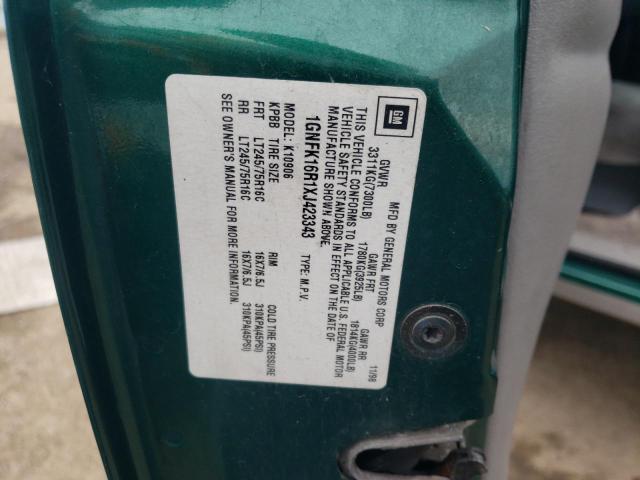 GM
MFD BY GENERAL MOTORS CORP 11/98
GVWR GAWR FRT GAWR RR
3311KG(7300LB) 1780KG(3925LB) 1814KG(4000LB)
THIS VEHICLE CONFORMS TO ALL APPLICABLE U.S. FEDERAL MOTOR
VEHICLE SAFETY STANDARDS IN EFFECT ON THE DATE OF
MANUFACTURE SHOWN ABOVE.
1GNFK16R1XJ423343 TYPE: M.P.V.
MODEL: K10906
KPBB TIRE SIZE RIM COLD TIRE PRESSURE
FRT LT245/75R16C 16X7/6.5J 310KPA(45PSI)
RR LT245/75R16C 16X7/6.5J 310KPA(45PSI)
SEE OWNER'S MANUAL FOR MORE INFORMATION.